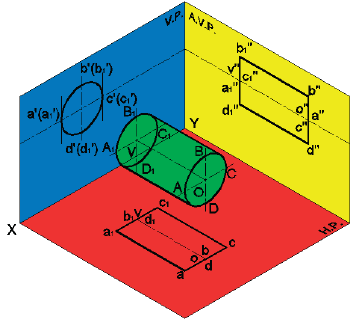 V.P.
A.V.P.
b'(b₁')
c'(c₁')
a'(a₁')
d'(d₁')
b₁"
v"
c₁"
a₁"
d₁"
b"
o"
a"
c"
d"
B₁
C₁
A₁
V
D₁
Y
B
C
A
O
D
X
c₁
b₁
v
d₁
a₁
c
b
o
d
a
H.P.